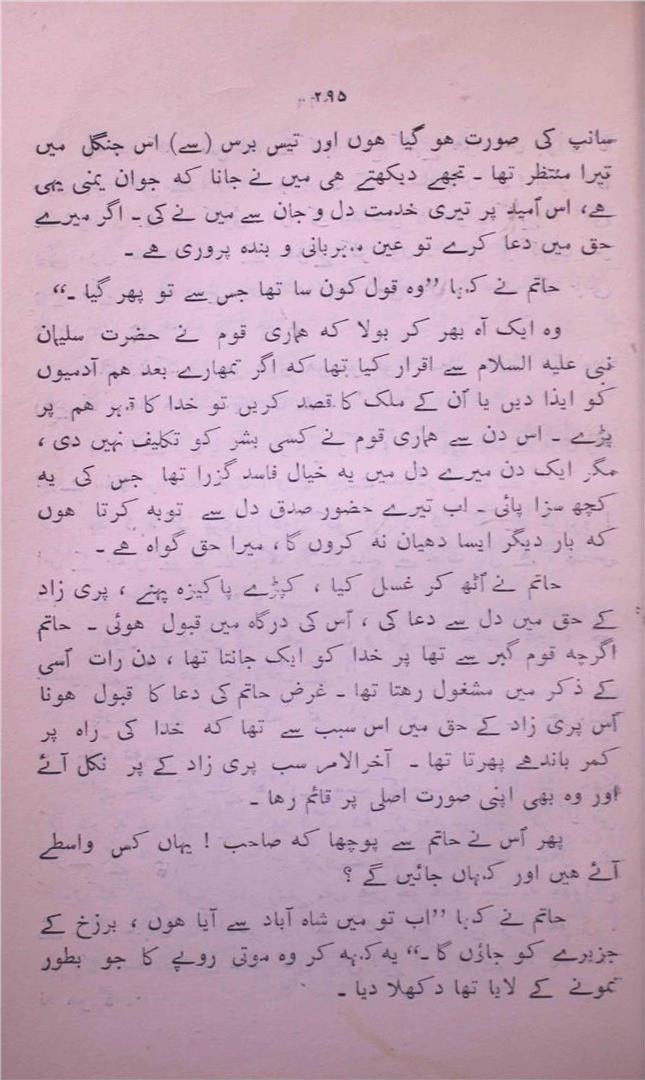 ۲۹۵
سانپ کی صورت ہو گیا ہوں اور تیس برس (سے) اس جنگل میں
تیرا منتظر تھا ۔ تجھے دیکھتے ہی میں نے جانا کہ جوان یمنی یہی
ہے، اس اُمید پر تیری خدمت دل و جان سے میں نے کی ۔ اگر میرے
حق میں دعا کرے تو عین مہربانی و بندہ پروری ہے ۔
حاتم نے کہا ”وہ قول کون سا تھا جس سے تو پھر گیا ۔“
وہ ایک آہ بھر کر بولا کہ ہماری قوم نے حضرت سلیمان
نبی علیہ السلام سے اقرار کیا تھا کہ اگر تمھارے بعد ہم آدمیوں
کو ایذا دیں یا اُن کے ملک کا قصد کریں تو خدا کا قہر ہم پر
پڑے ۔ اس دن سے ہماری قوم نے کسی بشر کو تکلیف نہیں دی ،
مگر ایک دن میرے دل میں یہ خیال فاسد گزرا تھا جس کی یہ
کچھ سزا پائی ۔ اب تیرے حضور صدق دل سے توبہ کرتا ہوں
کہ بار دیگر ایسا دھیان نہ کروں گا، میرا حق گواہ ہے ۔
حاتم نے اُٹھ کر غسل کیا ، کپڑے پاکیزہ پہنے ، پری زاد
کے حق میں دل سے دعا کی ، اُس کی درگاہ میں قبول ہوئی ۔ حاتم
اگرچہ قوم گبر سے تھا پر خدا کو ایک جانتا تھا ، دن رات اُسی
کے ذکر میں مشغول رہتا تھا ۔ غرض حاتم کی دعا کا قبول ہونا
اُس پری زاد کے حق میں اس سبب سے تھا کہ خدا کی راہ پر
کمر باندھے پھرتا تھا ۔ آخرالامر سب پری زاد کے پر نکل آئے
اور وہ بھی اپنی صورت اصلی پر قائم رہا ۔
پھر اُس نے حاتم سے پوچھا کہ صاحب ! یہاں کس واسطے
آئے ہیں اور کہاں جائیں گے ؟
حاتم نے کہا ”اب تو میں شاہ آباد سے آیا ہوں ، برزخ کے
جزیرے کو جاؤں گا ۔“ یہ کہہ کر وہ موتی روپے کا جو بطور
نمونے کے لایا تھا دکھلا دیا ۔